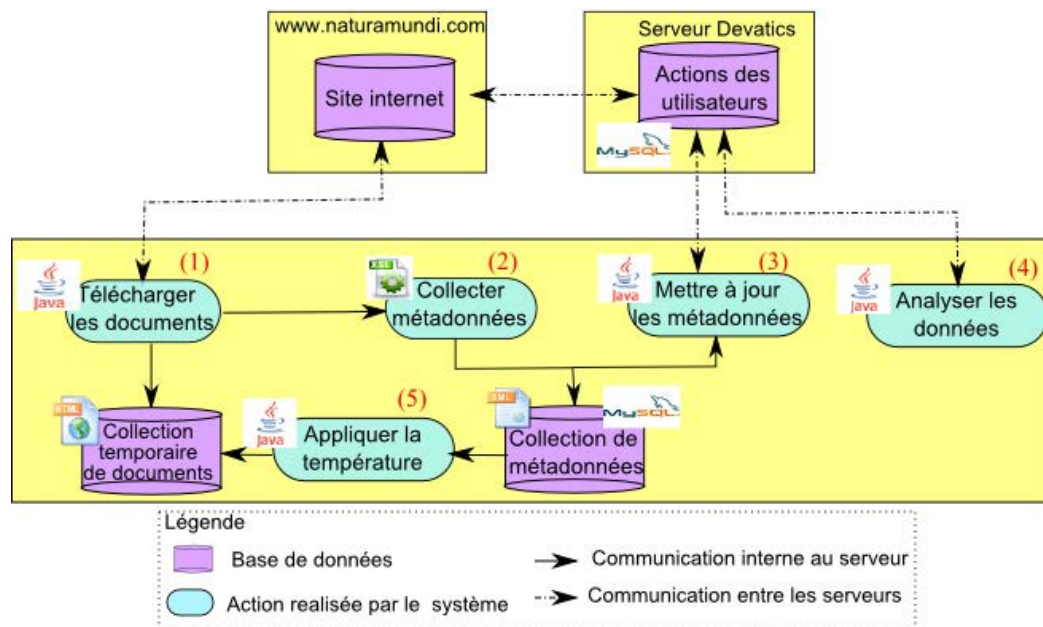 www.naturamundi.com
Serveur Devatics
Site internet
Actions des
utilisateurs
MySQL
(1)
Java
Télécharger
les documents
(2)
XSL
Collecter
métadonnées
(3)
Java
Mettre à jour
les métadonnées
(4)
Java
Analyser les
données
HTML
Collection
temporaire
de documents
(5)
Java
Appliquer la
température
XML
MySQL
Collection de
métadonnées
Légende
Base de données
Communication interne au serveur
Action realisée par le système
Communication entre les serveurs